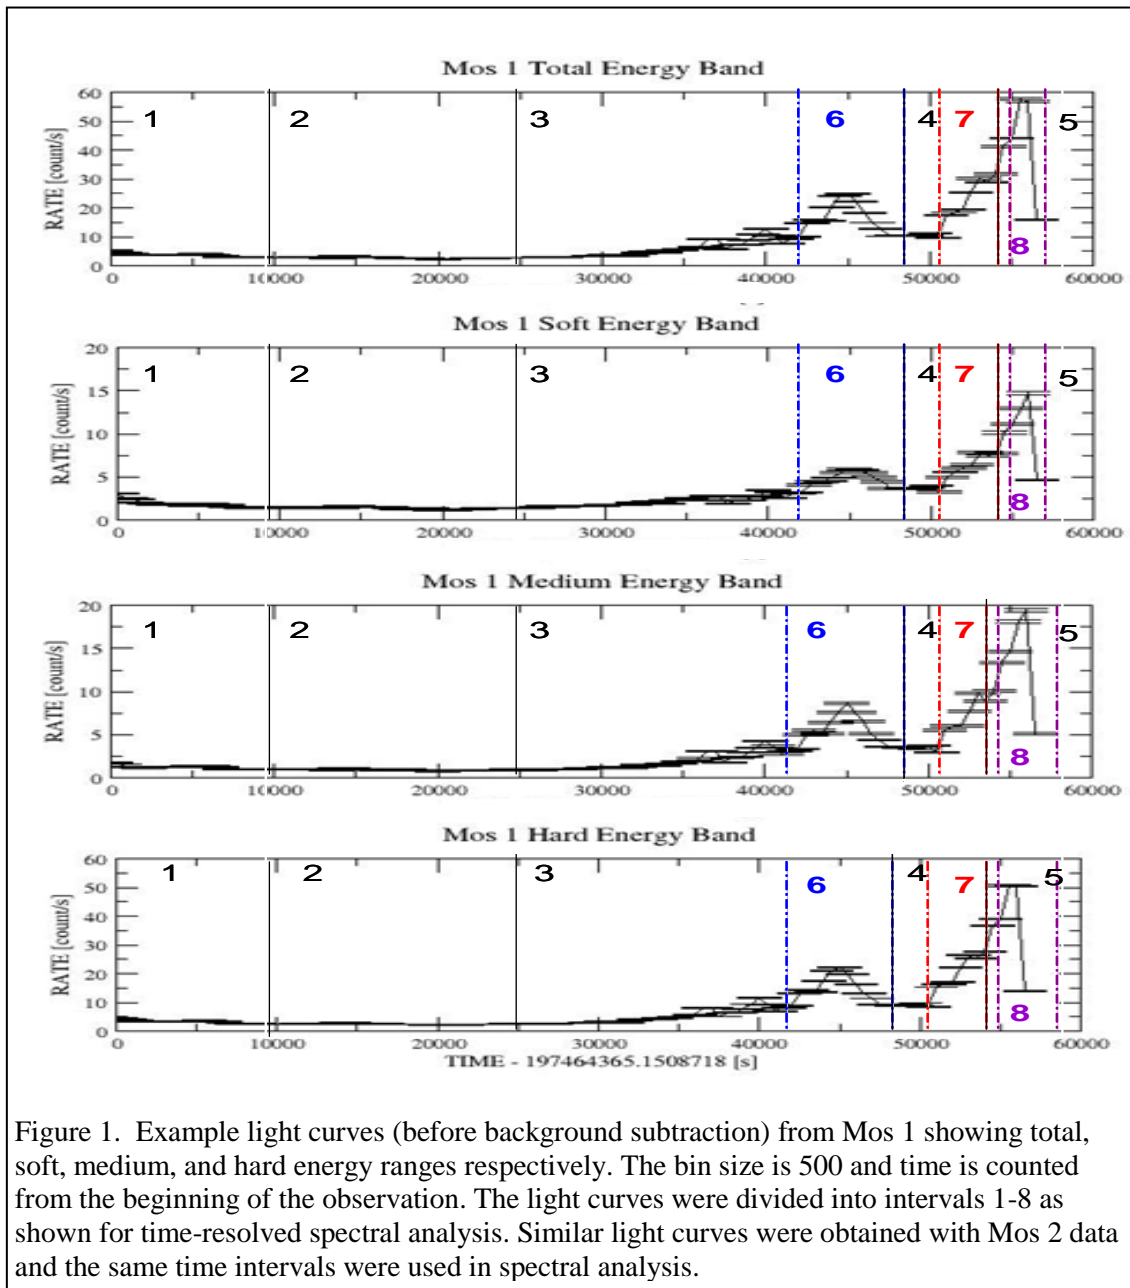 Mos 1 Total Energy Band
RATE [count/s]
60
50
40
30
20
10
0
1 2 3 6 4 7 5
8
0 10000 20000 30000 40000 50000 60000
Mos 1 Soft Energy Band
RATE [count/s]
20
15
10
5
0
1 2 3 6 4 7 5
8
0 10000 20000 30000 40000 50000 60000
Mos 1 Medium Energy Band
RATE [count/s]
20
15
10
5
0
1 2 3 6 4 7 5
8
0 10000 20000 30000 40000 50000 60000
Mos 1 Hard Energy Band
RATE [count/s]
60
50
40
30
20
10
0
1 2 3 6 4 7 5
8
0 10000 20000 30000 40000 50000 60000
TIME - 197464365.1508718 [s]
Figure 1. Example light curves (before background subtraction) from Mos 1 showing total,
soft, medium, and hard energy ranges respectively. The bin size is 500 and time is counted
from the beginning of the observation. The light curves were divided into intervals 1-8 as
shown for time-resolved spectral analysis. Similar light curves were obtained with Mos 2 data
and the same time intervals were used in spectral analysis.